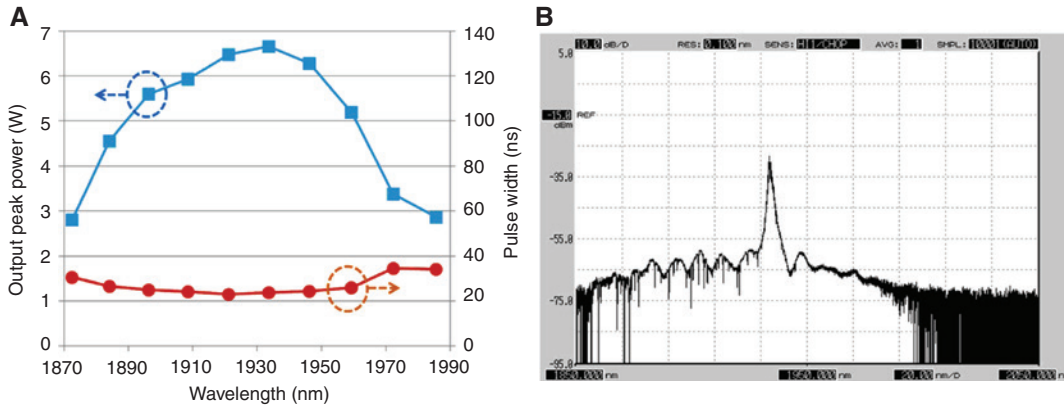 A
Output peak power (W)
7
6
5
4
3
2
1
0
140
120
100
80
60
40
20
0
Pulse width (ns)
1870 1890 1910 1930 1950 1970 1990
Wavelength (nm)
B
10.0 dB/D RES: 0.100 nm SENS: HI1/CHOP AVG: 1 SMPL: 10001 (AUTO)
5.0
-15.0 REF
dBm
-35.0
-55.0
-75.0
-95.0
1850.000 nm 1950.000 nm 20.00 nm/D 2050.000 n